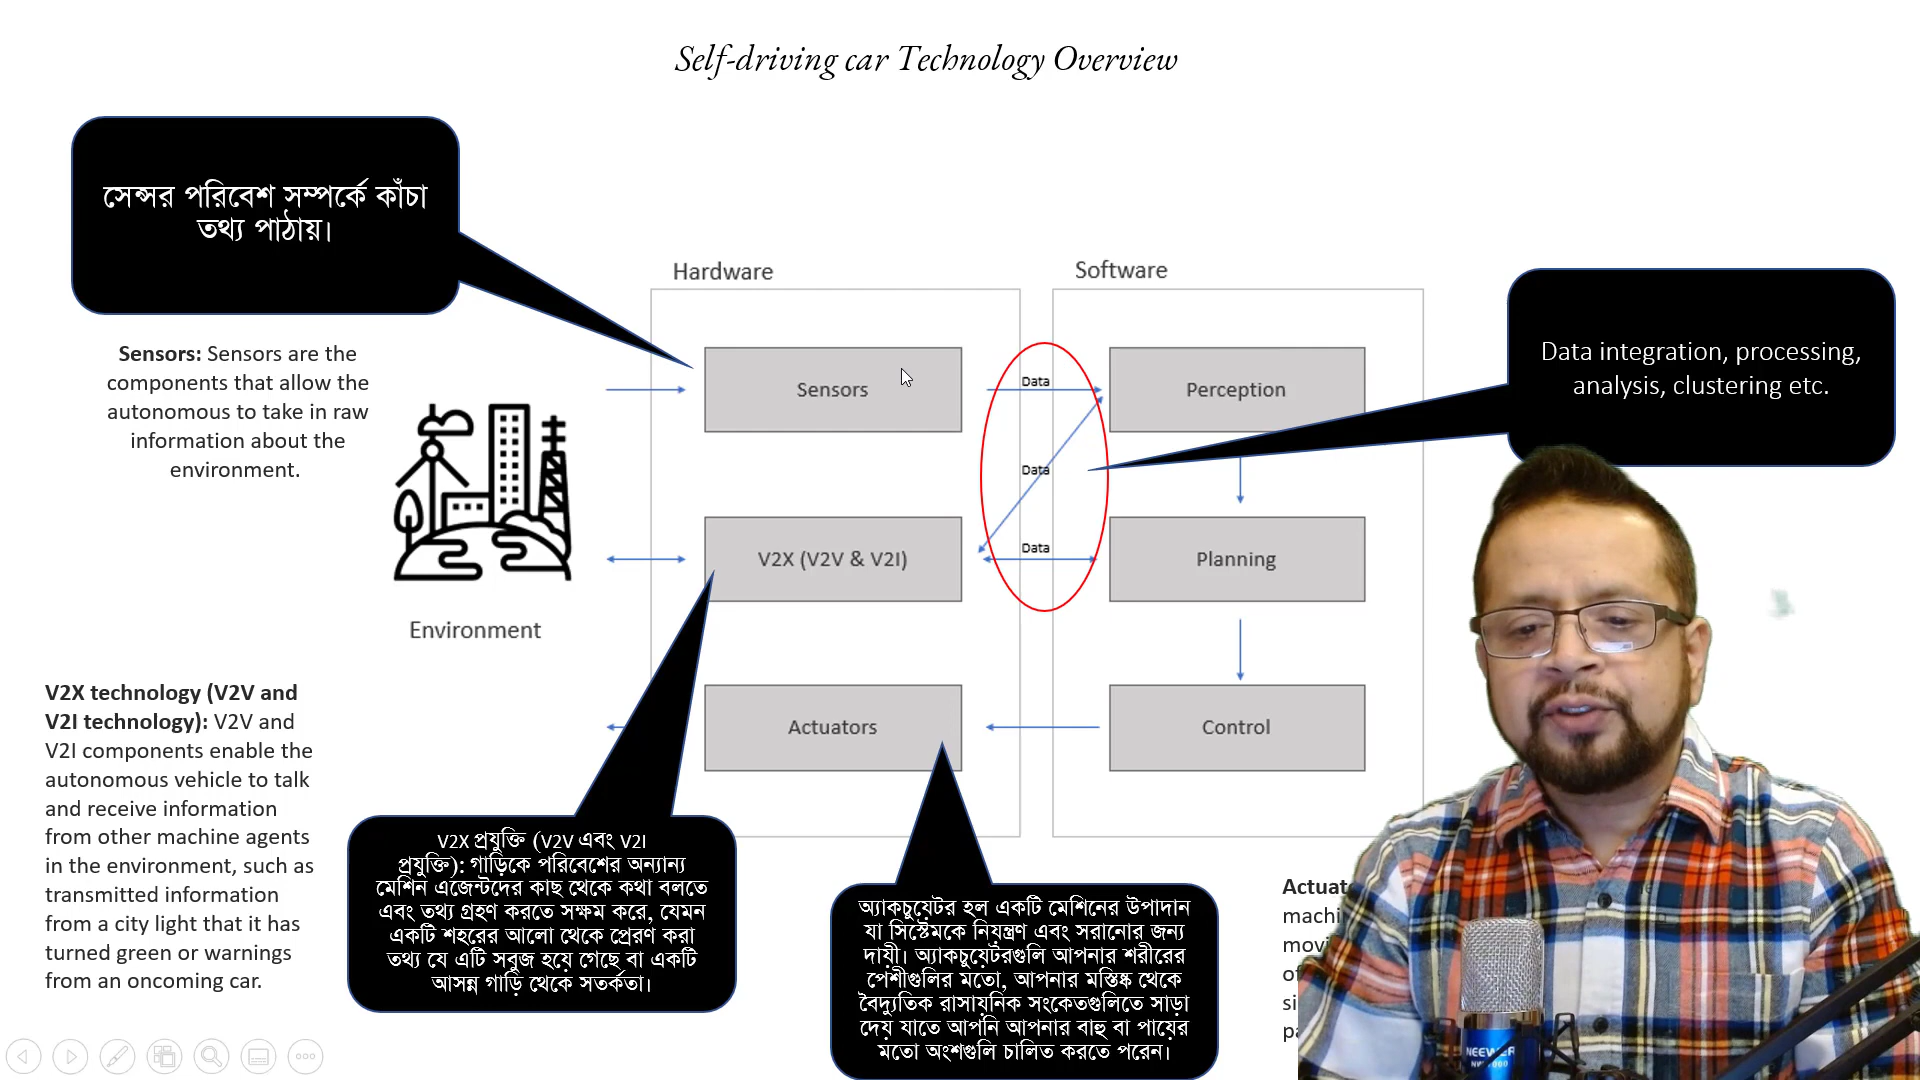 Self-driving car Technology Overview
সেন্সর পরিবেশ সম্পর্কে কাঁচা
তথ্য পাঠায়।
Hardware
Software
Sensors: Sensors are the
components that allow the
autonomous to take in raw
information about the
environment.
Environment
Sensors
V2X (V2V & V2I)
Actuators
Data
Data
Data
Perception
Planning
Control
Data integration, processing,
analysis, clustering etc.
V2X technology (V2V and
V2I technology): V2V and
V2I components enable the
autonomous vehicle to talk
and receive information
from other machine agents
in the environment, such as
transmitted information
from a city light that it has
turned green or warnings
from an oncoming car.
V2X প্রযুক্তি (V2V এবং V2I
প্রযুক্তি): গাড়িকে পরিবেশের অন্যান্য
মেশিন এজেন্টদের কাছ থেকে কথা বলতে
এবং তথ্য গ্রহণ করতে সক্ষম করে, যেমন
একটি শহরের আলো থেকে প্রেরণ করা
তথ্য যে এটি সবুজ হয়ে গেছে বা একটি
আসন্ন গাড়ি থেকে সতর্কতা।
অ্যাকচুয়েটর হল একটি মেশিনের উপাদান
যা সিস্টেমকে নিয়ন্ত্রণ এবং সরানোর জন্য
দায়ী। অ্যাকচুয়েটরগুলি আপনার শরীরের
পেশীগুলির মতো, আপনার মস্তিষ্ক থেকে
বৈদ্যুতিক রাসায়নিক সংকেতগুলিতে সাড়া
দেয় যাতে আপনি আপনার বাহু বা পায়ের
মতো অংশগুলি চালিত করতে পরেন।
NEEWER